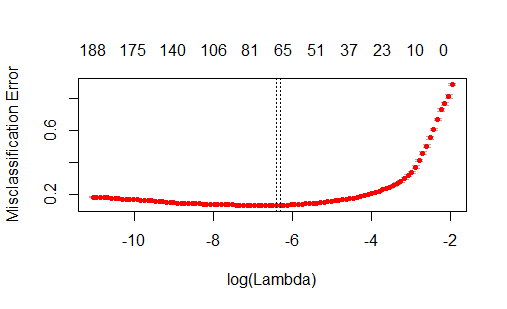 188 175 140 106 81 65 51 37 23 10 0
Misclassification Error
0.6
0.2
-10 -8 -6 -4 -2
log(Lambda)